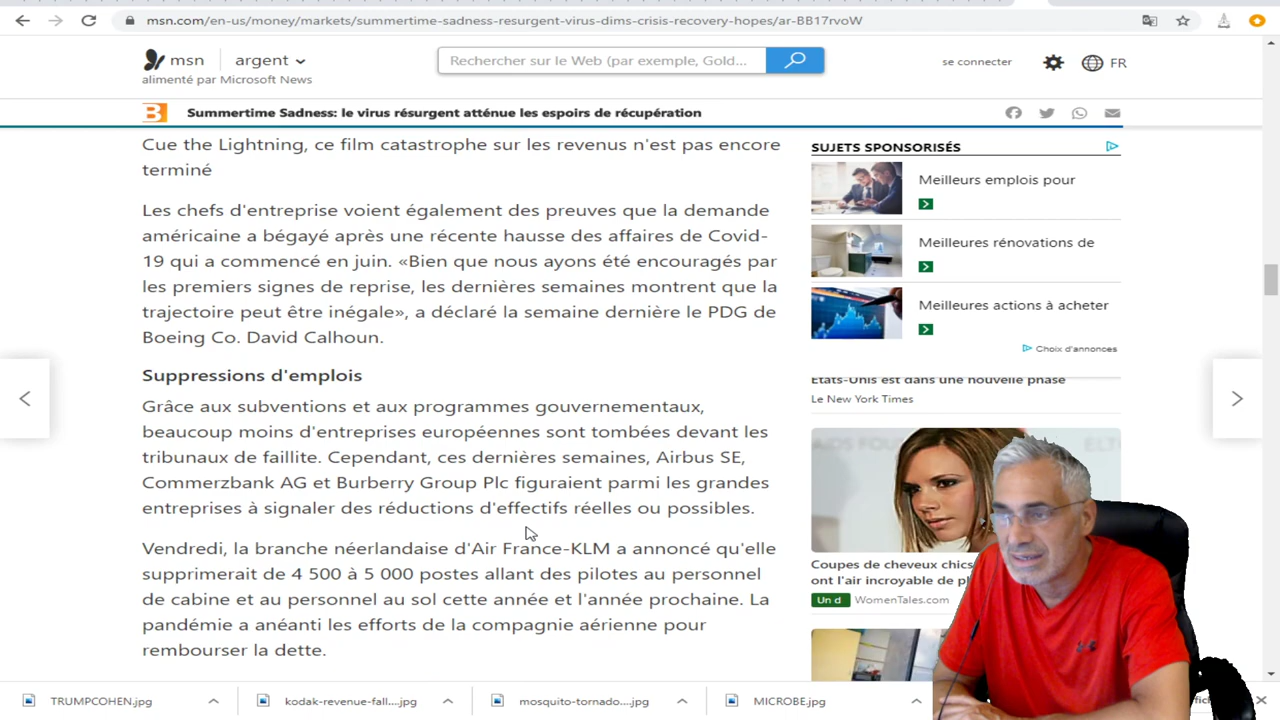 msn.com/en-us/money/markets/summertime-sadness-resurgent-virus-dims-crisis-recovery-hopes/ar-BB17rvoW
msn
argent
Rechercher sur le Web (par exemple, Gold...
se connecter
FR
alimenté par Microsoft News
B
Summertime Sadness: le virus résurgent atténue les espoirs de récupération
Cue the Lightning, ce film catastrophe sur les revenus n'est pas encore
terminé
Les chefs d'entreprise voient également des preuves que la demande
américaine a bégayé après une récente hausse des affaires de Covid-
19 qui a commencé en juin. «Bien que nous ayons été encouragés par
les premiers signes de reprise, les dernières semaines montrent que la
trajectoire peut être inégale», a déclaré la semaine dernière le PDG de
Boeing Co. David Calhoun.
Suppressions d'emplois
Grâce aux subventions et aux programmes gouvernementaux,
beaucoup moins d'entreprises européennes sont tombées devant les
tribunaux de faillite. Cependant, ces dernières semaines, Airbus SE,
Commerzbank AG et Burberry Group Plc figuraient parmi les grandes
entreprises à signaler des réductions d'effectifs réelles ou possibles.
Vendredi, la branche néerlandaise d'Air France-KLM a annoncé qu'elle
supprimerait de 4 500 à 5 000 postes allant des pilotes au personnel
de cabine et au personnel au sol cette année et l'année prochaine. La
pandémie a anéanti les efforts de la compagnie aérienne pour
rembourser la dette.
SUJETS SPONSORISÉS
Meilleurs emplois pour
Meilleures rénovations de
Meilleures actions à acheter
Choix d'annonces
États-Unis est dans une nouvelle phase
Le New York Times
Coupes de cheveux chics
ont l'air incroyable de
Un d
WomenTales.com
TRUMPCOHEN.jpg
kodak-revenue-fall....jpg
mosquito-tornado....jpg
MICROBE.jpg